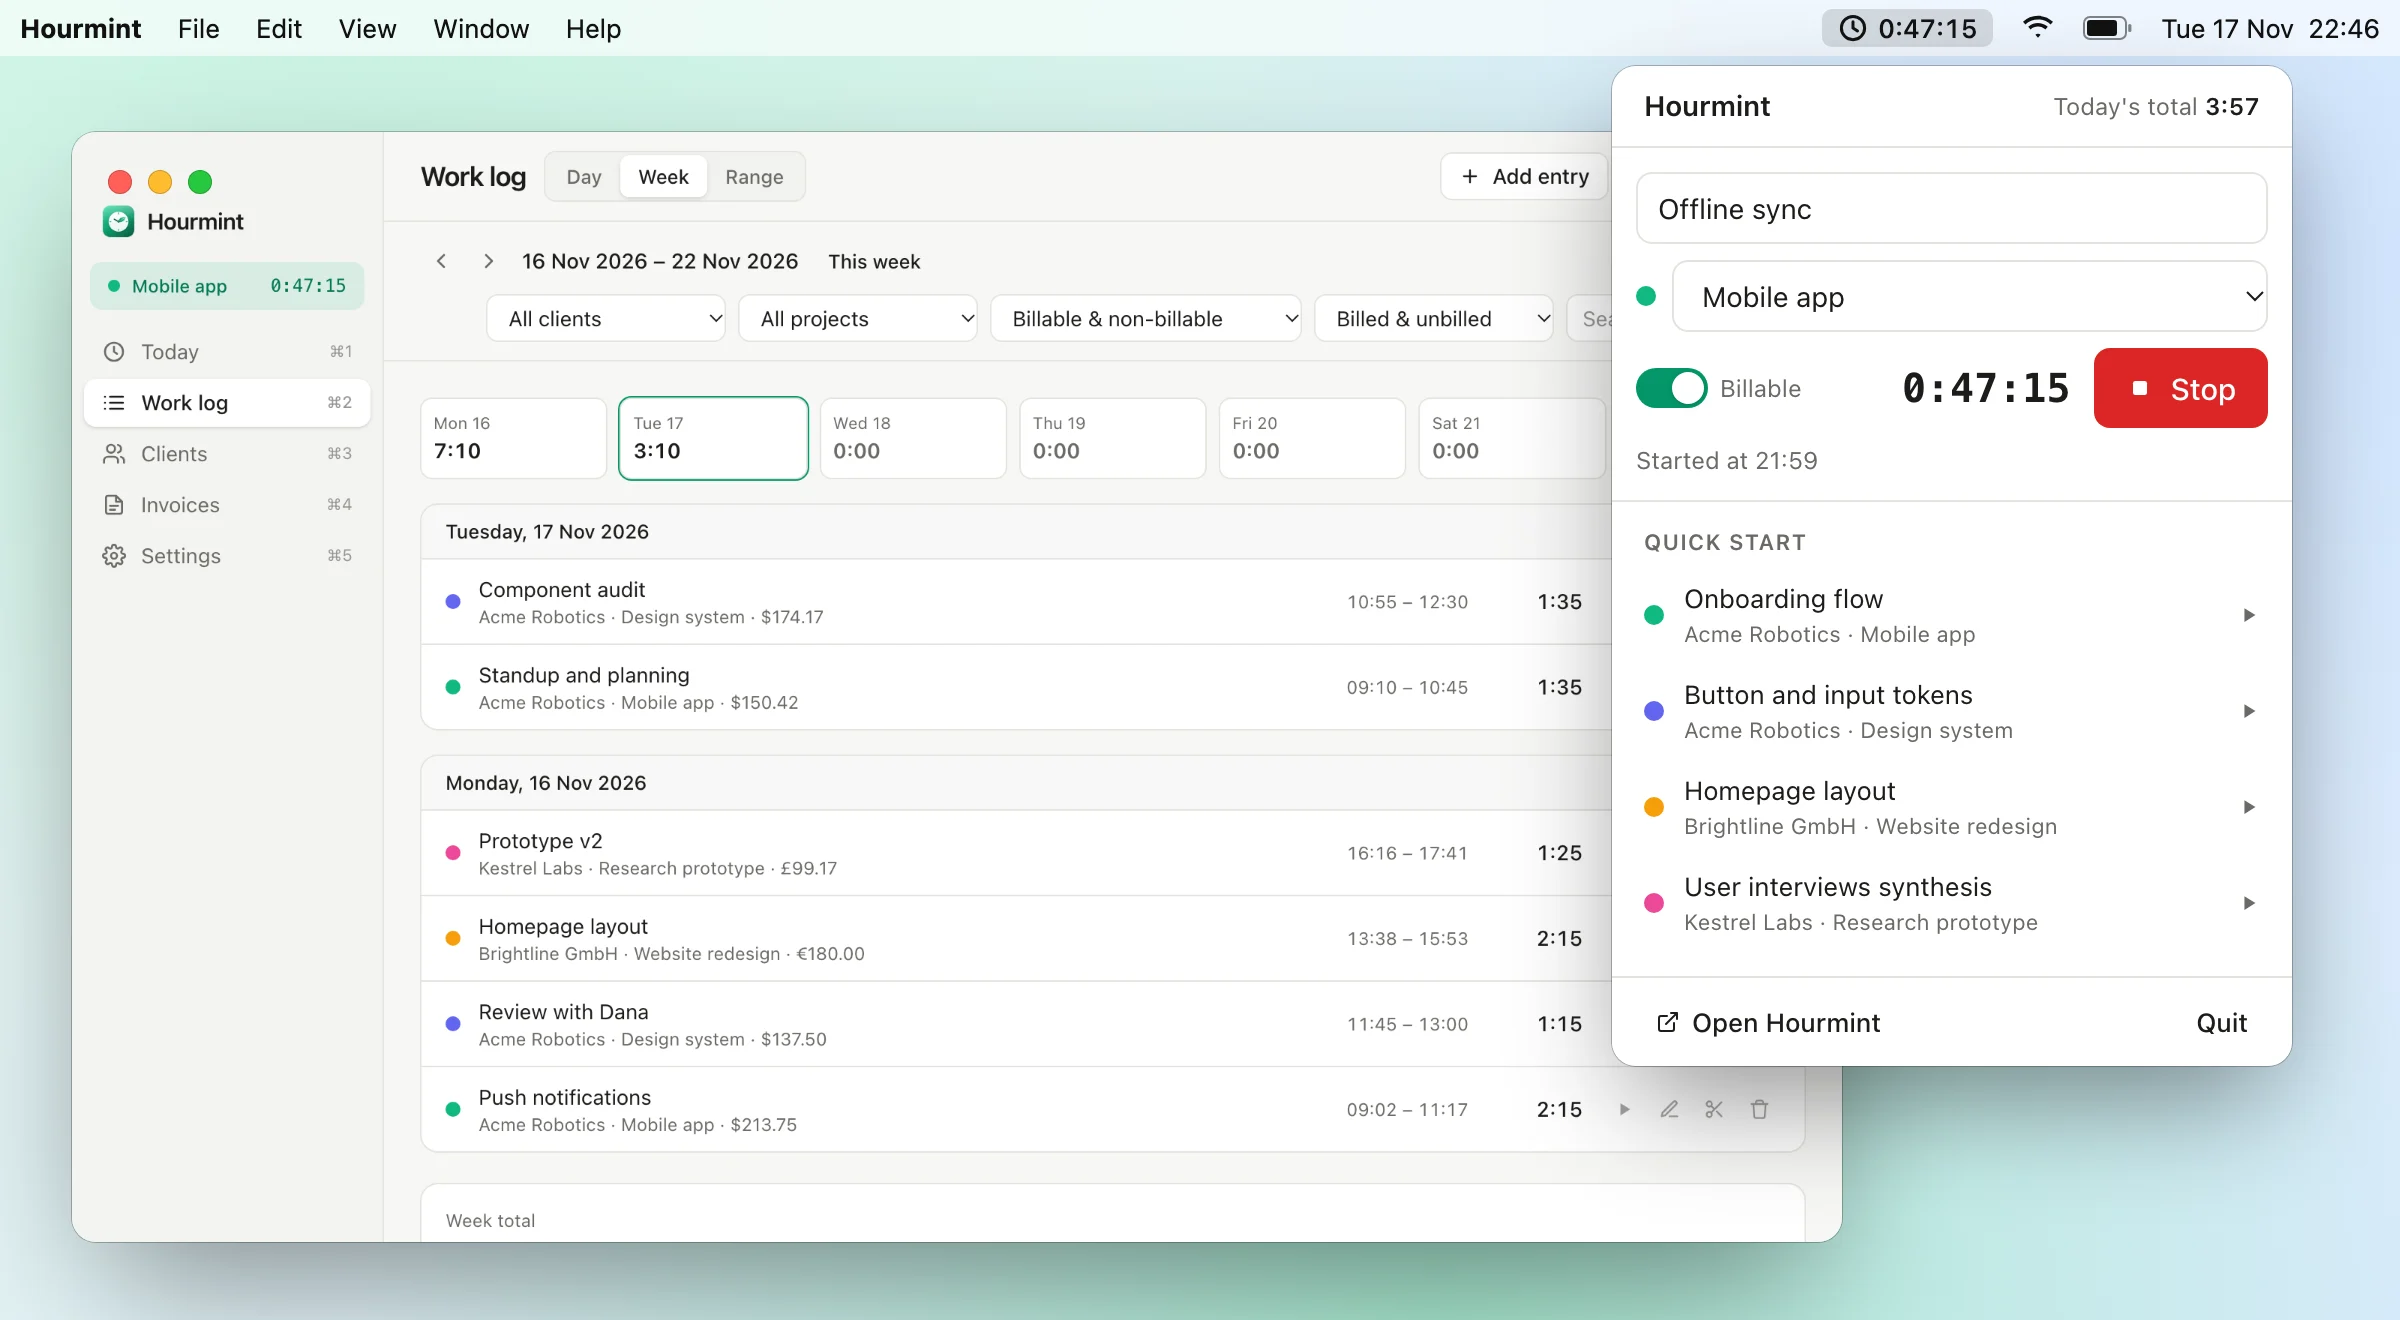 Hourmint File Edit View Window Help 0:47:15 Tue 17 Nov 22:46
Hourmint
Mobile app 0:47:15
Today ⌘1
Work log ⌘2
Clients ⌘3
Invoices ⌘4
Settings ⌘5
Work log Day Week Range + Add entry
16 Nov 2026 – 22 Nov 2026 This week
All clients All projects Billable & non-billable Billed & unbilled
Mon 16 Tue 17 Wed 18 Thu 19 Fri 20 Sat 21
7:10 3:10 0:00 0:00 0:00 0:00
Tuesday, 17 Nov 2026
Component audit
Acme Robotics · Design system · $174.17
10:55 – 12:30 1:35
Standup and planning
Acme Robotics · Mobile app · $150.42
09:10 – 10:45 1:35
Monday, 16 Nov 2026
Prototype v2
Kestrel Labs · Research prototype · £99.17
16:16 – 17:41 1:25
Homepage layout
Brightline GmbH · Website redesign · €180.00
13:38 – 15:53 2:15
Review with Dana
Acme Robotics · Design system · $137.50
11:45 – 13:00 1:15
Push notifications
Acme Robotics · Mobile app · $213.75
09:02 – 11:17 2:15
Week total
Hourmint Today's total 3:57
Offline sync
Mobile app
Billable 0:47:15 Stop
Started at 21:59
QUICK START
Onboarding flow
Acme Robotics · Mobile app
Button and input tokens
Acme Robotics · Design system
Homepage layout
Brightline GmbH · Website redesign
User interviews synthesis
Kestrel Labs · Research prototype
Open Hourmint Quit